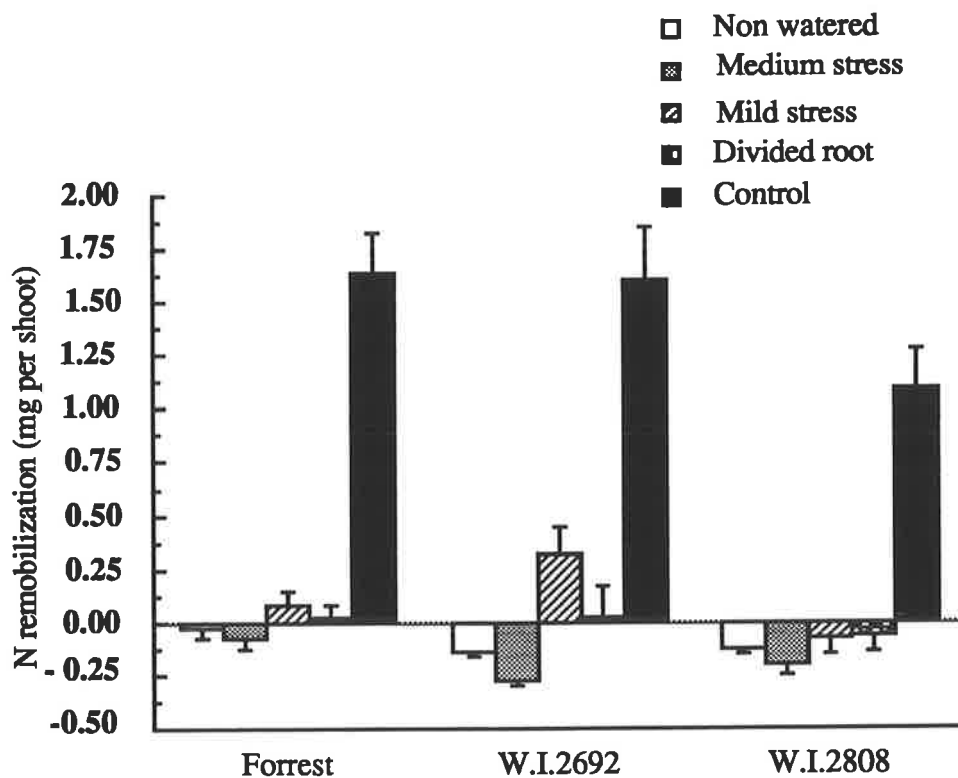 Non watered
Medium stress
Mild stress
Divided root
Control
N remobilization (mg per shoot)
2.00
1.75
1.50
1.25
1.00
0.75
0.50
0.25
0.00
- 0.25
-0.50
Forrest
W.I.2692
W.I.2808